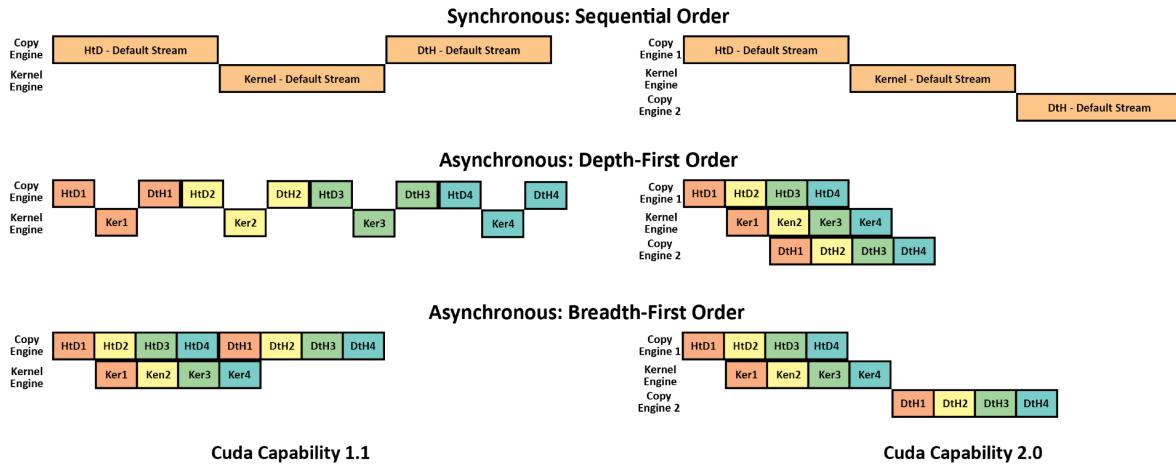 Synchronous: Sequential Order
Copy
Engine
HtD - Default Stream
DtH - Default Stream
Kernel
Engine
Kernel - Default Stream
Copy
Engine 1
HtD - Default Stream
Kernel
Engine
Kernel - Default Stream
Copy
Engine 2
DtH - Default Stream
Asynchronous: Depth-First Order
Copy
Engine
HtD1 DtH1 HtD2 DtH2 HtD3 DtH3 HtD4 DtH4
Kernel
Engine
Ker1 Ker2 Ker3 Ker4
Copy
Engine 1
HtD1 HtD2 HtD3 HtD4
Kernel
Engine
Ker1 Ken2 Ker3 Ker4
Copy
Engine 2
DtH1 DtH2 DtH3 DtH4
Asynchronous: Breadth-First Order
Copy
Engine
HtD1 HtD2 HtD3 HtD4 DtH1 DtH2 DtH3 DtH4
Kernel
Engine
Ker1 Ken2 Ker3 Ker4
Copy
Engine 1
HtD1 HtD2 HtD3 HtD4
Kernel
Engine
Ker1 Ken2 Ker3 Ker4
Copy
Engine 2
DtH1 DtH2 DtH3 DtH4
Cuda Capability 1.1
Cuda Capability 2.0